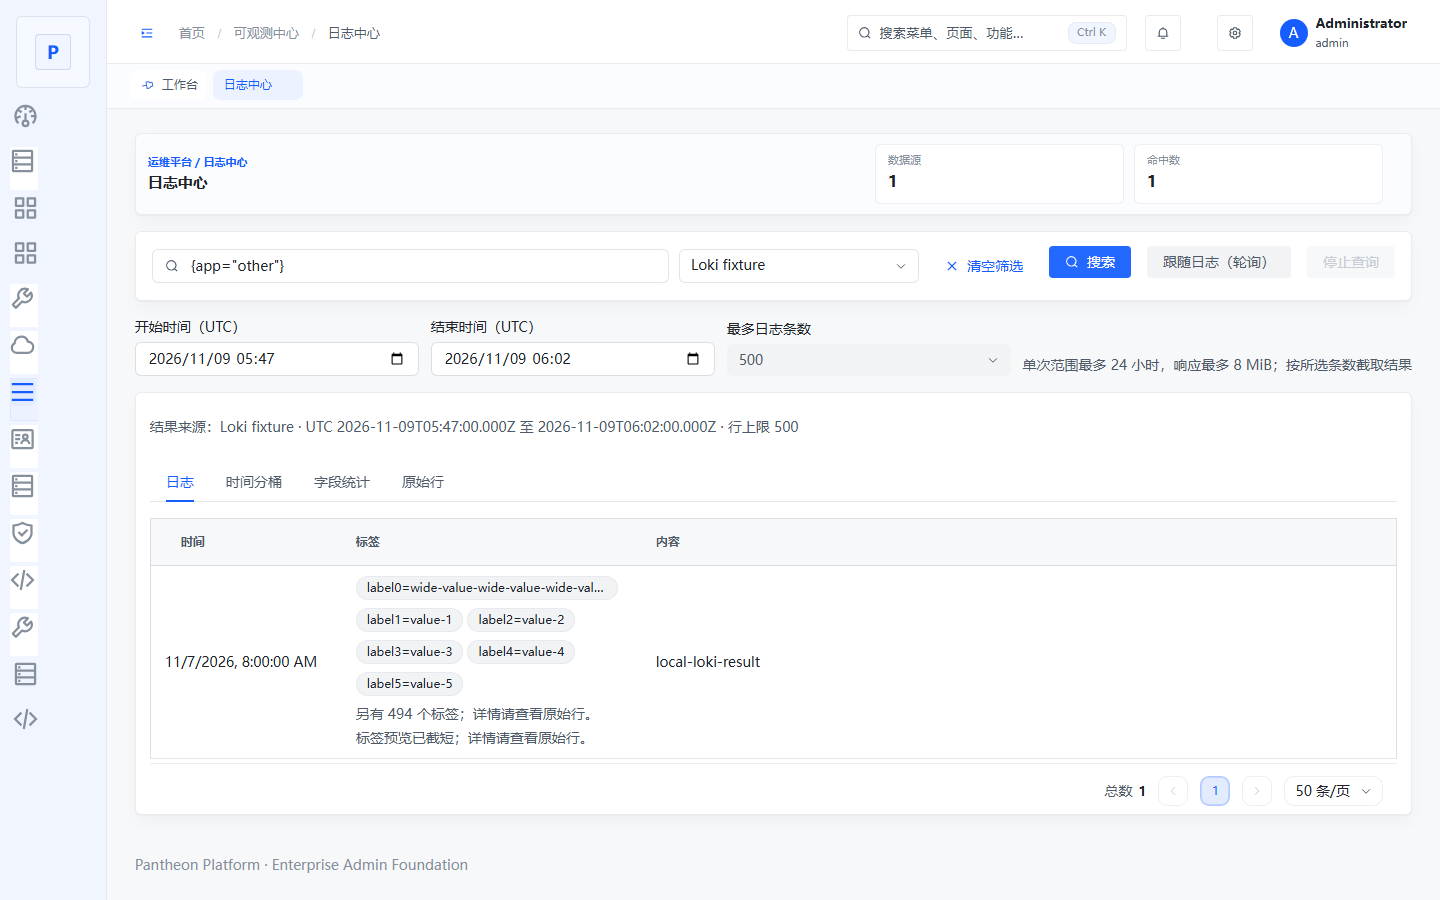 P
首页 / 可观测中心 / 日志中心
搜索菜单、页面、功能... Ctrl K
A
Administrator
admin
工作台
日志中心
运维平台 / 日志中心
日志中心
数据源
1
命中数
1
{app="other"}
Loki fixture
清空筛选
搜索
跟随日志（轮询）
停止查询
开始时间（UTC）
2026/11/09 05:47
结束时间（UTC）
2026/11/09 06:02
最多日志条数
500
单次范围最多 24 小时，响应最多 8 MiB；按所选条数截取结果
结果来源：Loki fixture · UTC 2026-11-09T05:47:00.000Z 至 2026-11-09T06:02:00.000Z · 行上限 500
日志 时间分桶 字段统计 原始行
时间 标签 内容
11/7/2026, 8:00:00 AM
label0=wide-value-wide-value-wide-val...
label1=value-1 label2=value-2
label3=value-3 label4=value-4
label5=value-5
另有 494 个标签；详情请查看原始行。
标签预览已截短；详情请查看原始行。
local-loki-result
总数 1
1
50 条/页
Pantheon Platform · Enterprise Admin Foundation